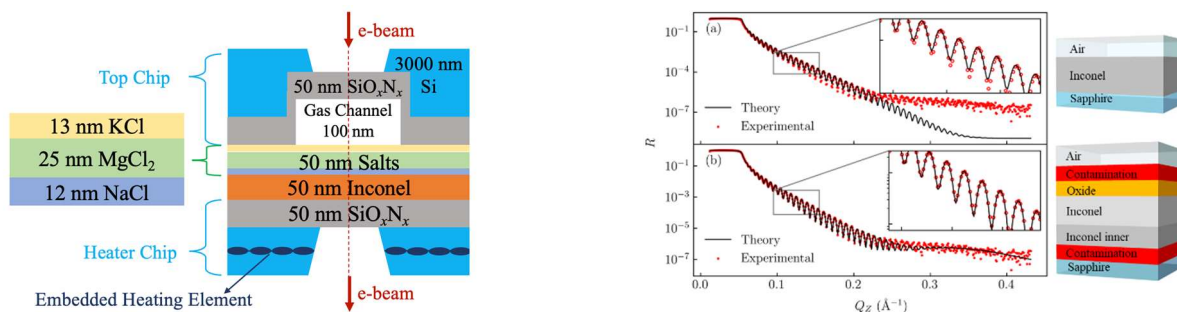 e-beam
Top Chip
3000 nm
Si
50 nm SiOₓNₓ
Gas Channel
100 nm
13 nm KCl
25 nm MgCl₂
12 nm NaCl
50 nm Salts
50 nm Inconel
50 nm SiOₓNₓ
Heater Chip
Embedded Heating Element
e-beam
(a)
10⁻¹
10⁻⁴
10⁻⁷
Theory
Experimental
R
(b)
10⁻¹
10⁻³
10⁻⁵
10⁻⁷
Theory
Experimental
0.0
0.1
0.2
0.3
0.4
Q_Z (Å⁻¹)
Air
Inconel
Sapphire
Air
Contamination
Oxide
Inconel
Inconel inner
Contamination
Sapphire